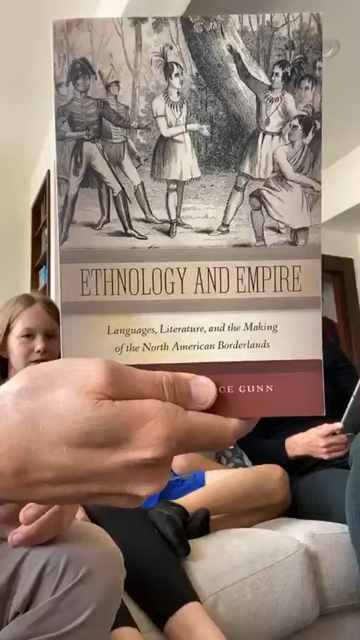 ETHNOLOGY AND EMPIRE
Languages, Literature, and the Making
of the North American Borderlands
GUNN